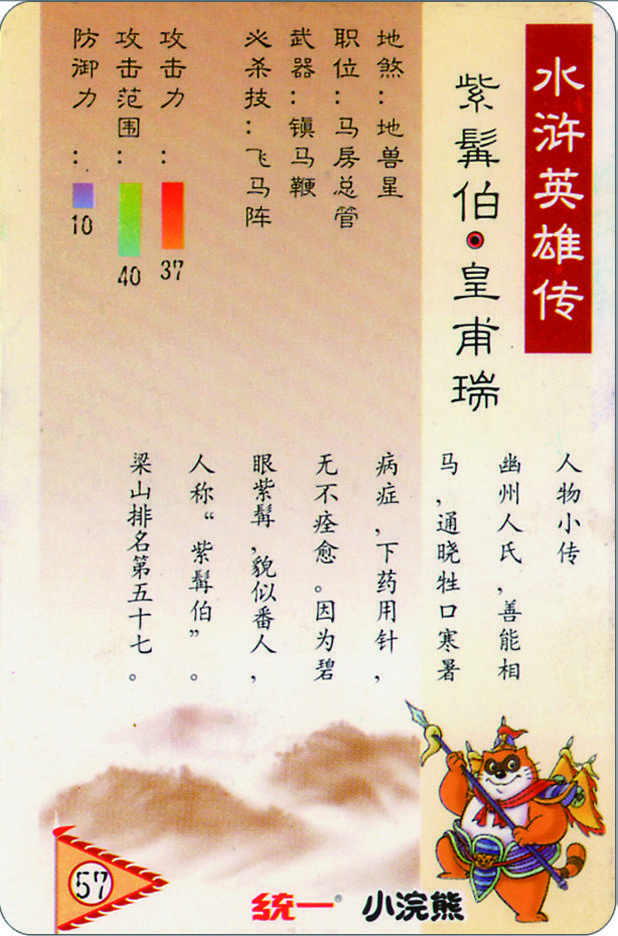 水浒英雄传
紫髯伯·皇甫瑞
地煞：地兽星
职位：马房总管
武器：镇马鞭
必杀技：飞马阵
攻击力：
37
攻击范围：
40
防御力：
10
人物小传
幽州人氏，善能相
马，通晓牲口寒暑
病症，下药用针，
无不痊愈。因为碧
眼紫髯，貌似番人，
人称“紫髯伯”。
梁山排名第五十七。
57
统一® 小浣熊